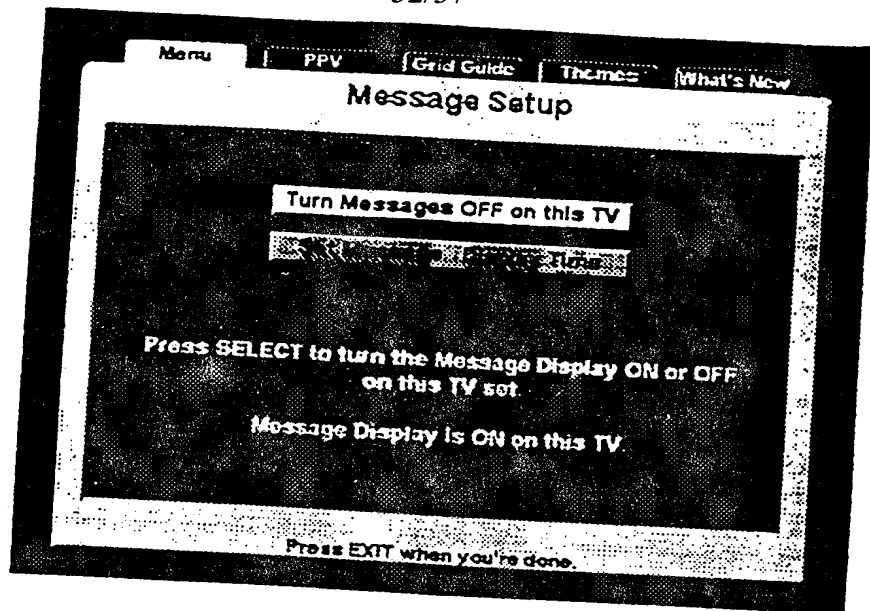 Menu PPV Grid Guide Themes What's New
Message Setup
Turn Messages OFF on this TV
Time
Press SELECT to turn the Message Display ON or OFF
on this TV set.
Message Display is ON on this TV.
Press EXIT when you're done.